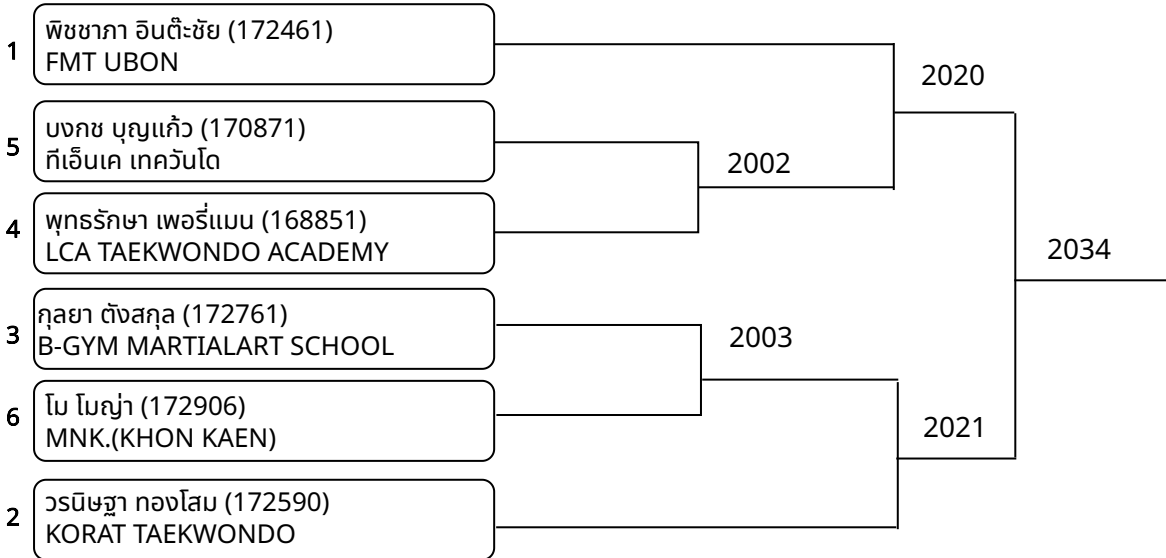 1
พิชชาภา อินต๊ะชัย (172461)
FMT UBON
2020
5
บงกช บุญแก้ว (170871)
ทีเอ็นเค เทควันโด
2002
4
พุทธรักษา เพอรี่แมน (168851)
LCA TAEKWONDO ACADEMY
2034
3
กุลยา ตังสกุล (172761)
B-GYM MARTIALART SCHOOL
2003
6
โม โมญ่า (172906)
MNK.(KHON KAEN)
2021
2
วรนิษฐา ทองโสม (172590)
KORAT TAEKWONDO